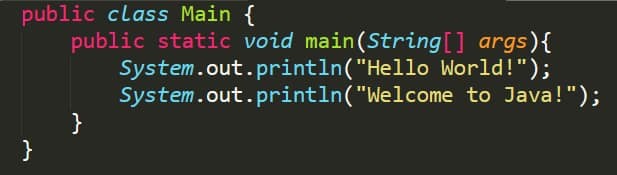 public class Main {
    public static void main(String[] args){
        System.out.println("Hello World!");
        System.out.println("Welcome to Java!");
    }
}